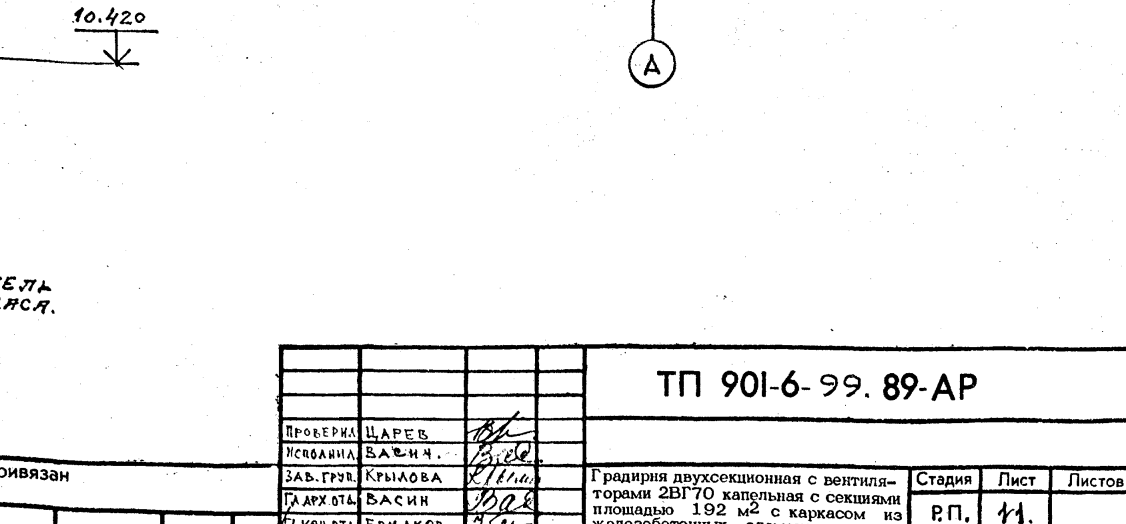 10.420
А
ТП 901-6-99.89-АР
ПРОВЕРИЛ ЦАРЕВ
ИСПОЛНИЛ ВАСИН.
ЗАВ.ГРУП. КРЫЛОВА
ГЛ.АРХ.ОТД. ВАСИН
ривязан
Градирня двухсекционная с вентиля-
торами 2ВГ70 капельная с секциями
площадью 192 м2 с каркасом из
Стадия Лист Листов
Р.П. 11.